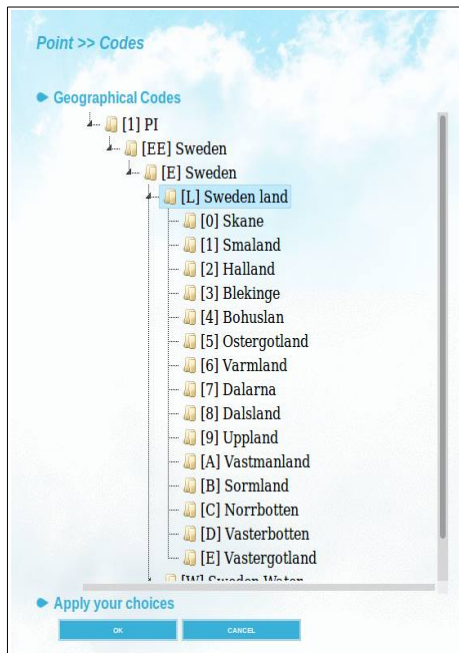 Point >> Codes
Geographical Codes
[1] PI
[EE] Sweden
[E] Sweden
[L] Sweden land
[0] Skane
[1] Smaland
[2] Halland
[3] Blekinge
[4] Bohuslan
[5] Ostergotland
[6] Varmland
[7] Dalarna
[8] Dalsland
[9] Uppland
[A] Vastmanland
[B] Sormland
[C] Norrbotten
[D] Vasterbotten
[E] Vastergotland
[W] Sweden Water
Apply your choices
OK
CANCEL